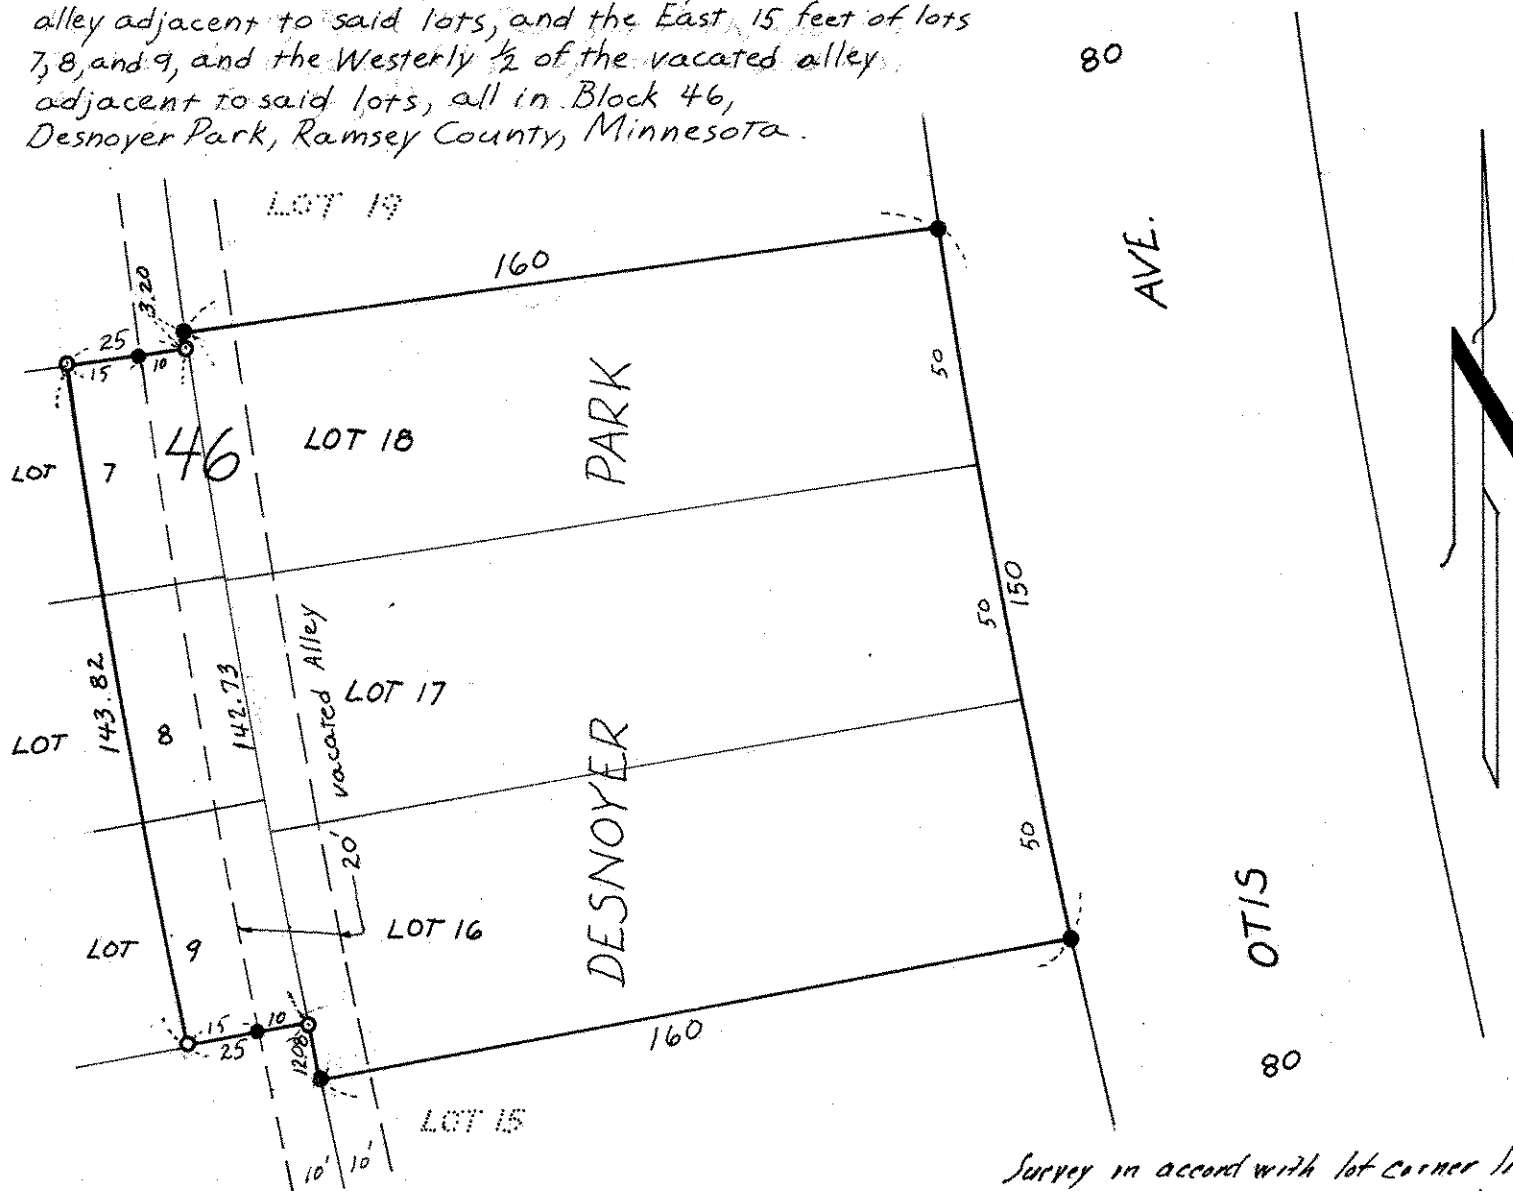 alley adjacent to said lots, and the East 15 feet of lots
7, 8, and 9, and the Westerly ½ of the vacated alley
adjacent to said lots, all in Block 46,
Desnoyer Park, Ramsey County, Minnesota.
80
LOT 19
160
AVE.
3.20
25
15
10
50
PARK
46
LOT 18
LOT 7
N
50
150
vacated Alley
143.82
142.73
LOT 17
LOT 8
DESNOYER
20'
50
LOT 16
OTIS
LOT 9
15
10
25
12.08
160
80
LOT 15
10'
10'
Survey in accord with lot corner